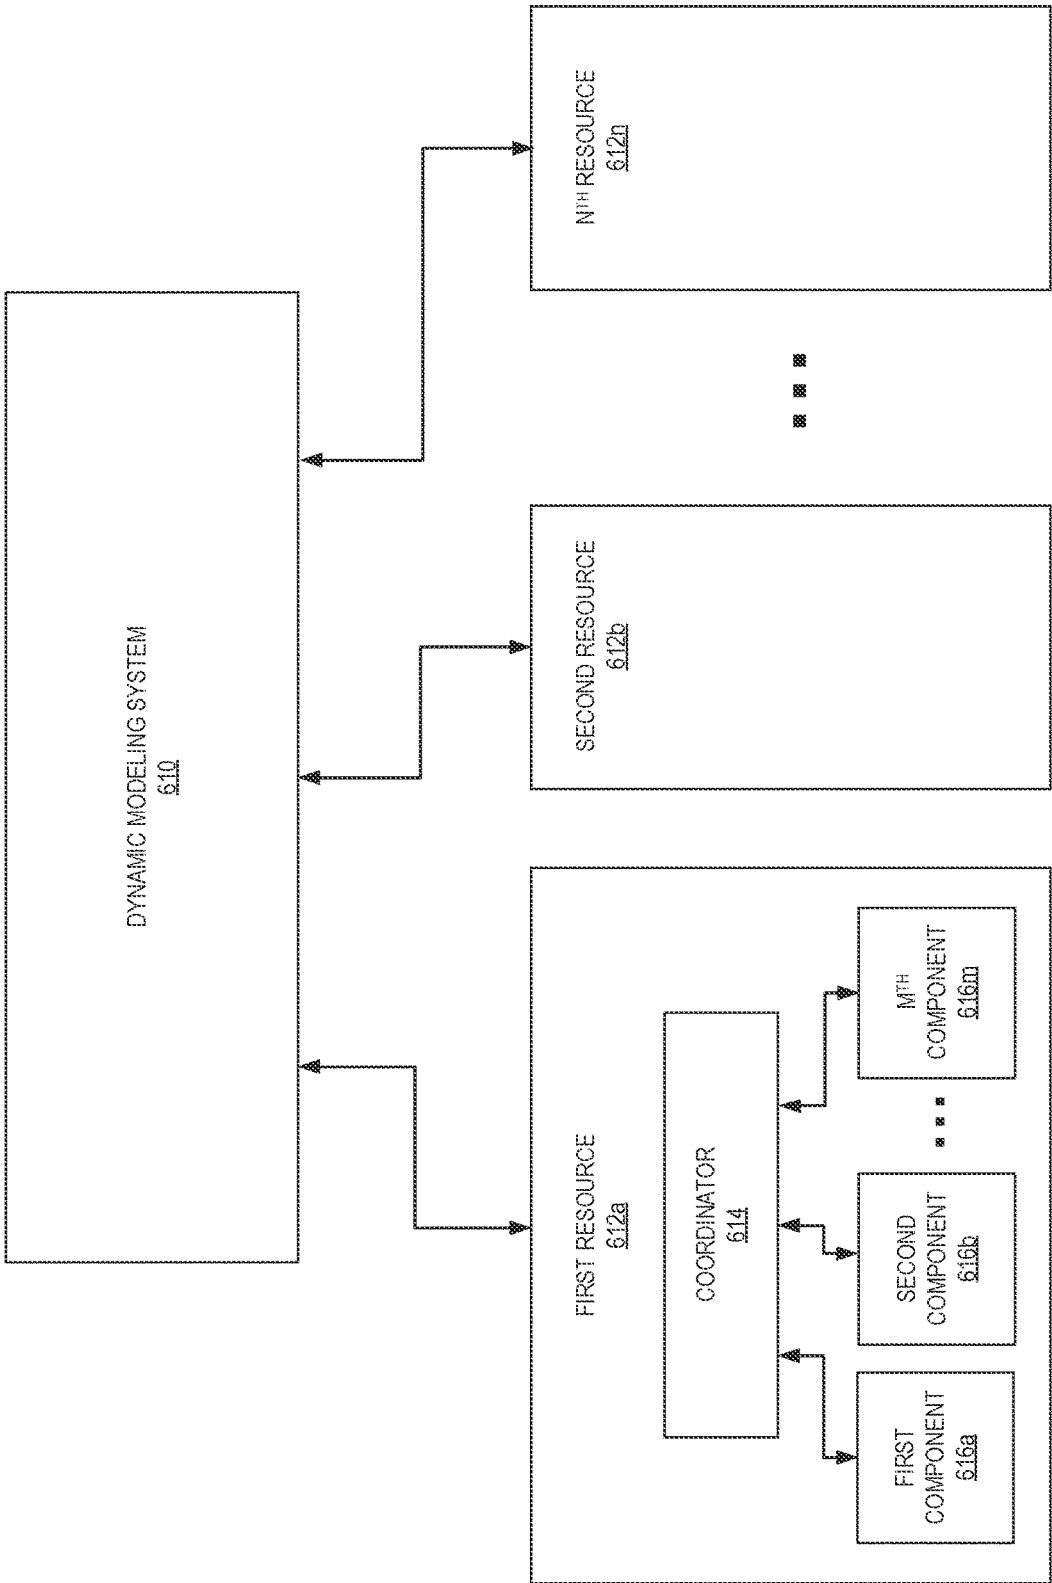 DYNAMIC MODELING SYSTEM
610
FIRST RESOURCE
612a
COORDINATOR
614
FIRST
COMPONENT
616a
SECOND
COMPONENT
616b
MTH
COMPONENT
616m
SECOND RESOURCE
612b
NTH RESOURCE
612n